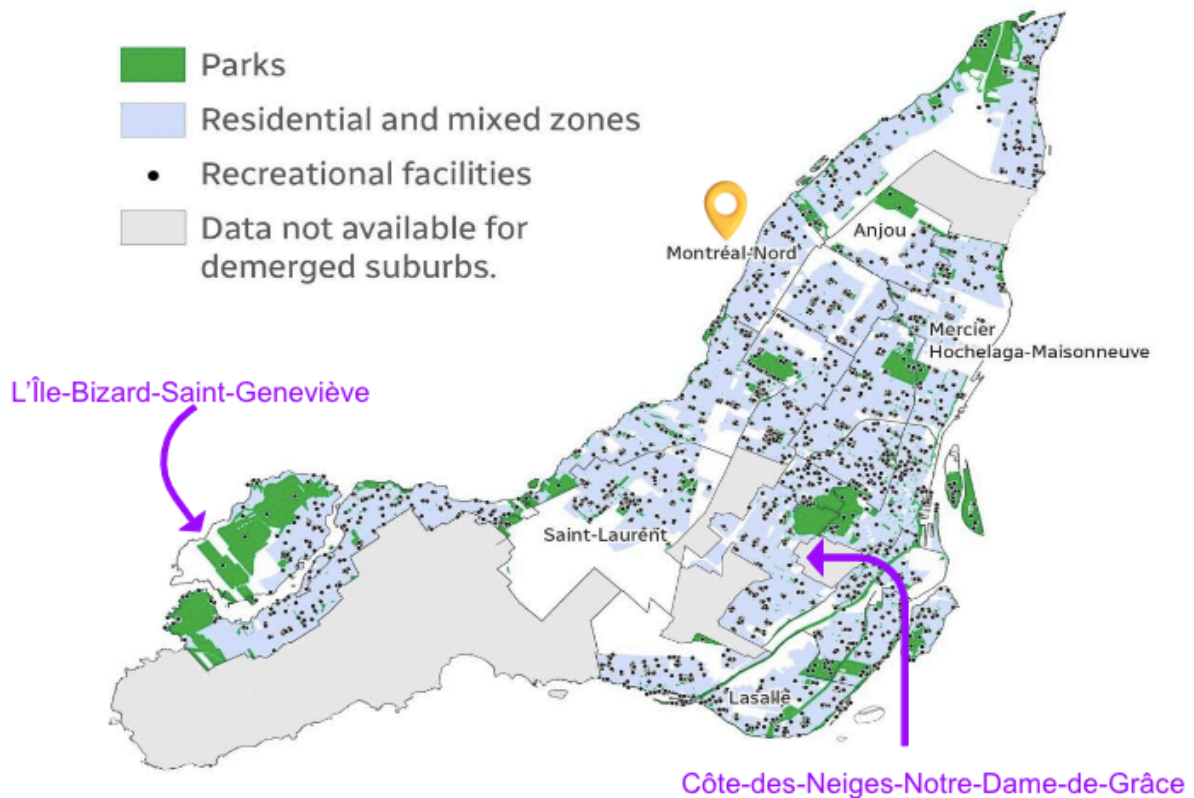 Parks
Residential and mixed zones
Recreational facilities
Data not available for
demerged suburbs.
Anjou
Montréal-Nord
Mercier
Hochelaga-Maisonneuve
L'Île-Bizard-Saint-Geneviève
Saint-Laurent
Lasalle
Côte-des-Neiges-Notre-Dame-de-Grâce